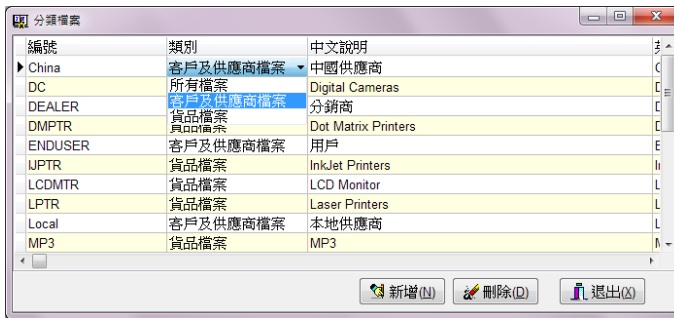 分類檔案
編號 類別 中文說明
China 客戶及供應商檔案 中國供應商
DC 所有檔案 Digital Cameras
DEALER 客戶及供應商檔案 分銷商
貨品檔案
DMPTR 貨品檔案 Dot Matrix Printers
ENDUSER 客戶及供應商檔案 用戶
IJPTR 貨品檔案 InkJet Printers
LCDMTR 貨品檔案 LCD Monitor
LPTR 貨品檔案 Laser Printers
Local 客戶及供應商檔案 本地供應商
MP3 貨品檔案 MP3
新增(N) 刪除(D) 退出(X)